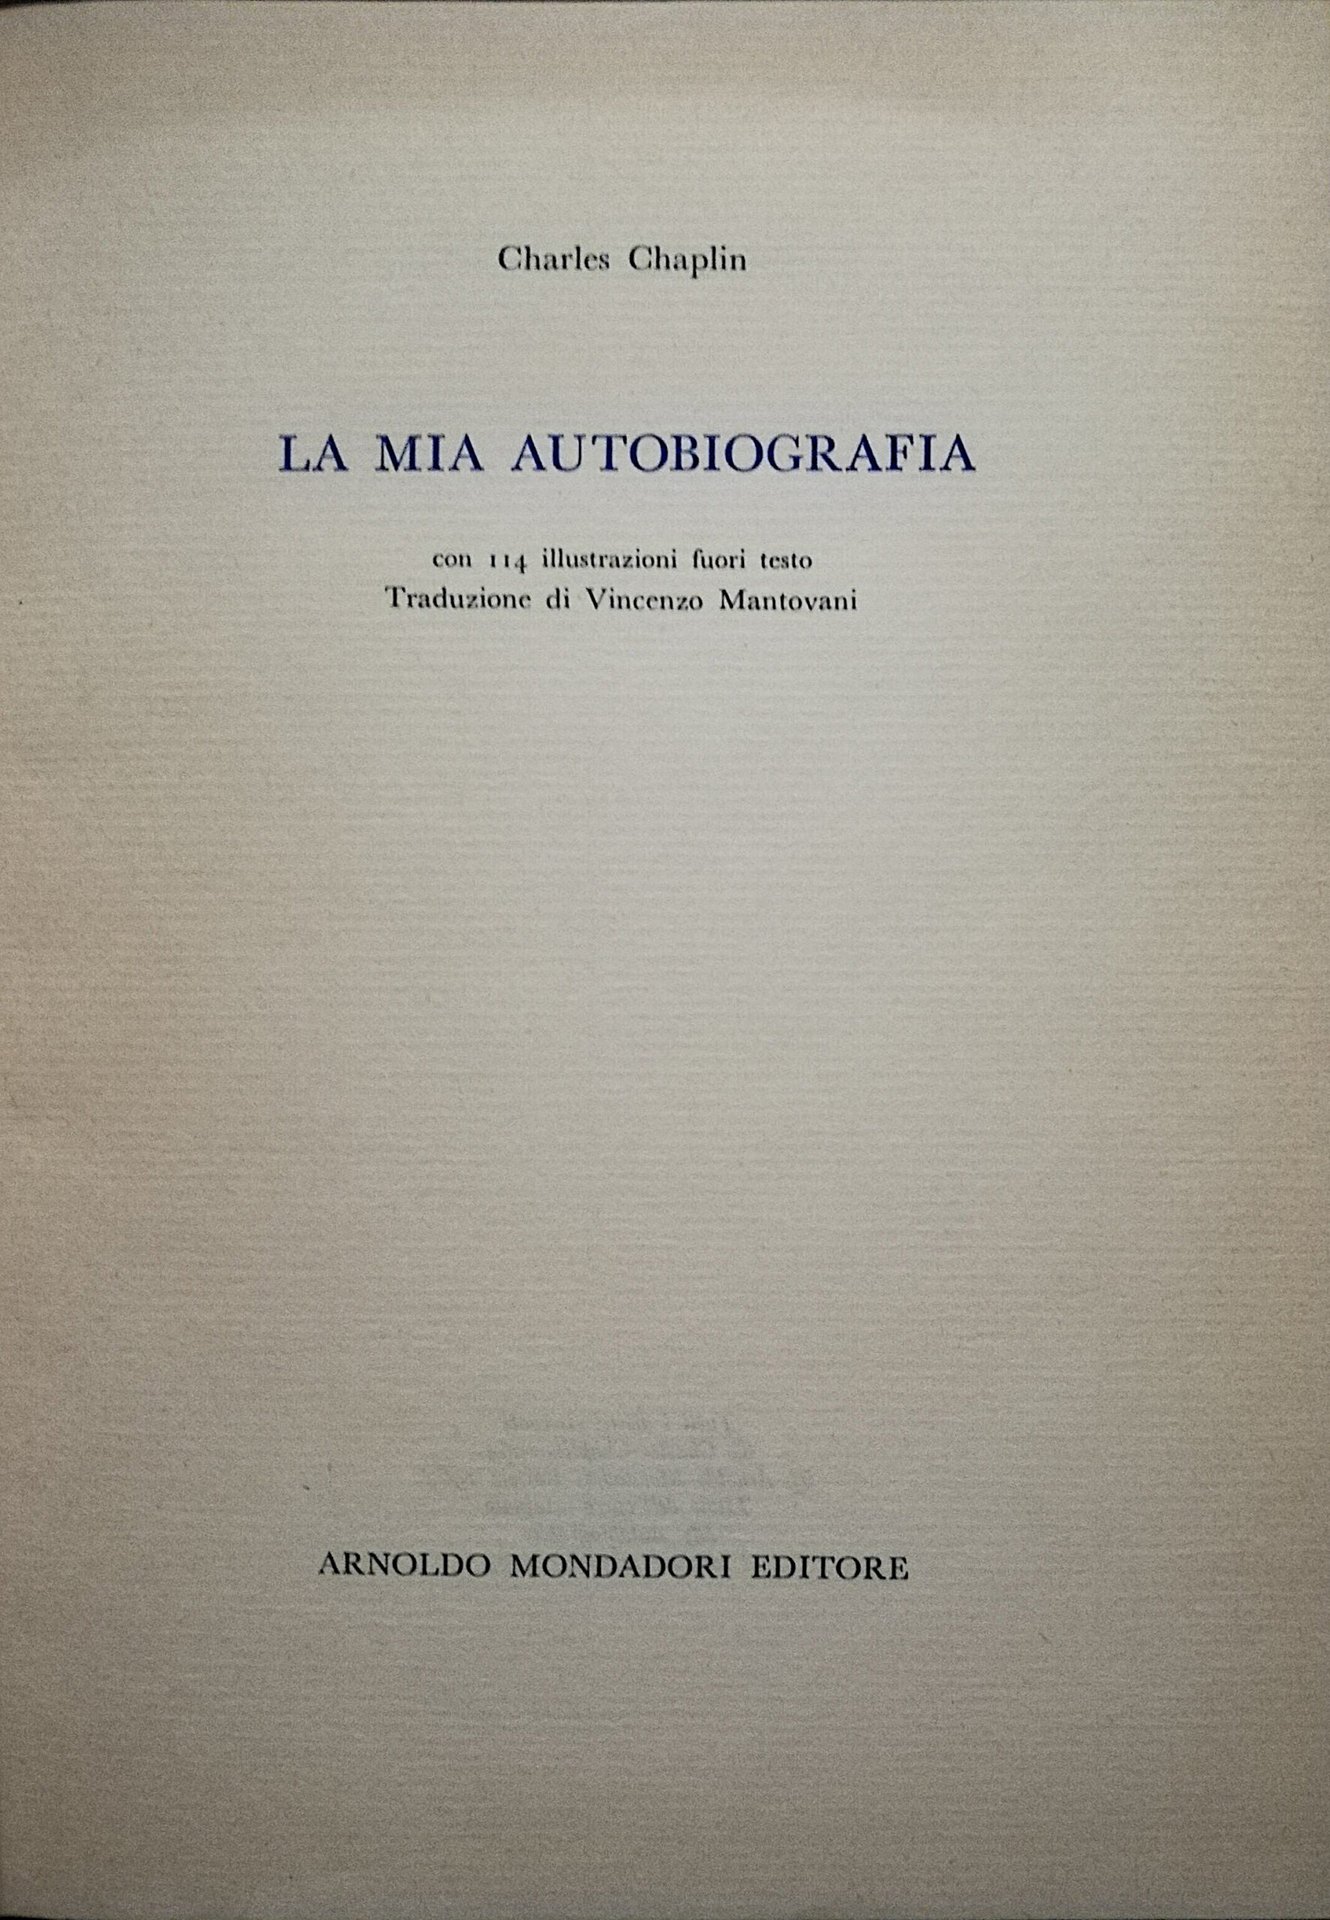 Charles Chaplin
LA MIA AUTOBIOGRAFIA
con 114 illustrazioni fuori testo
Traduzione di Vincenzo Mantovani
ARNOLDO MONDADORI EDITORE